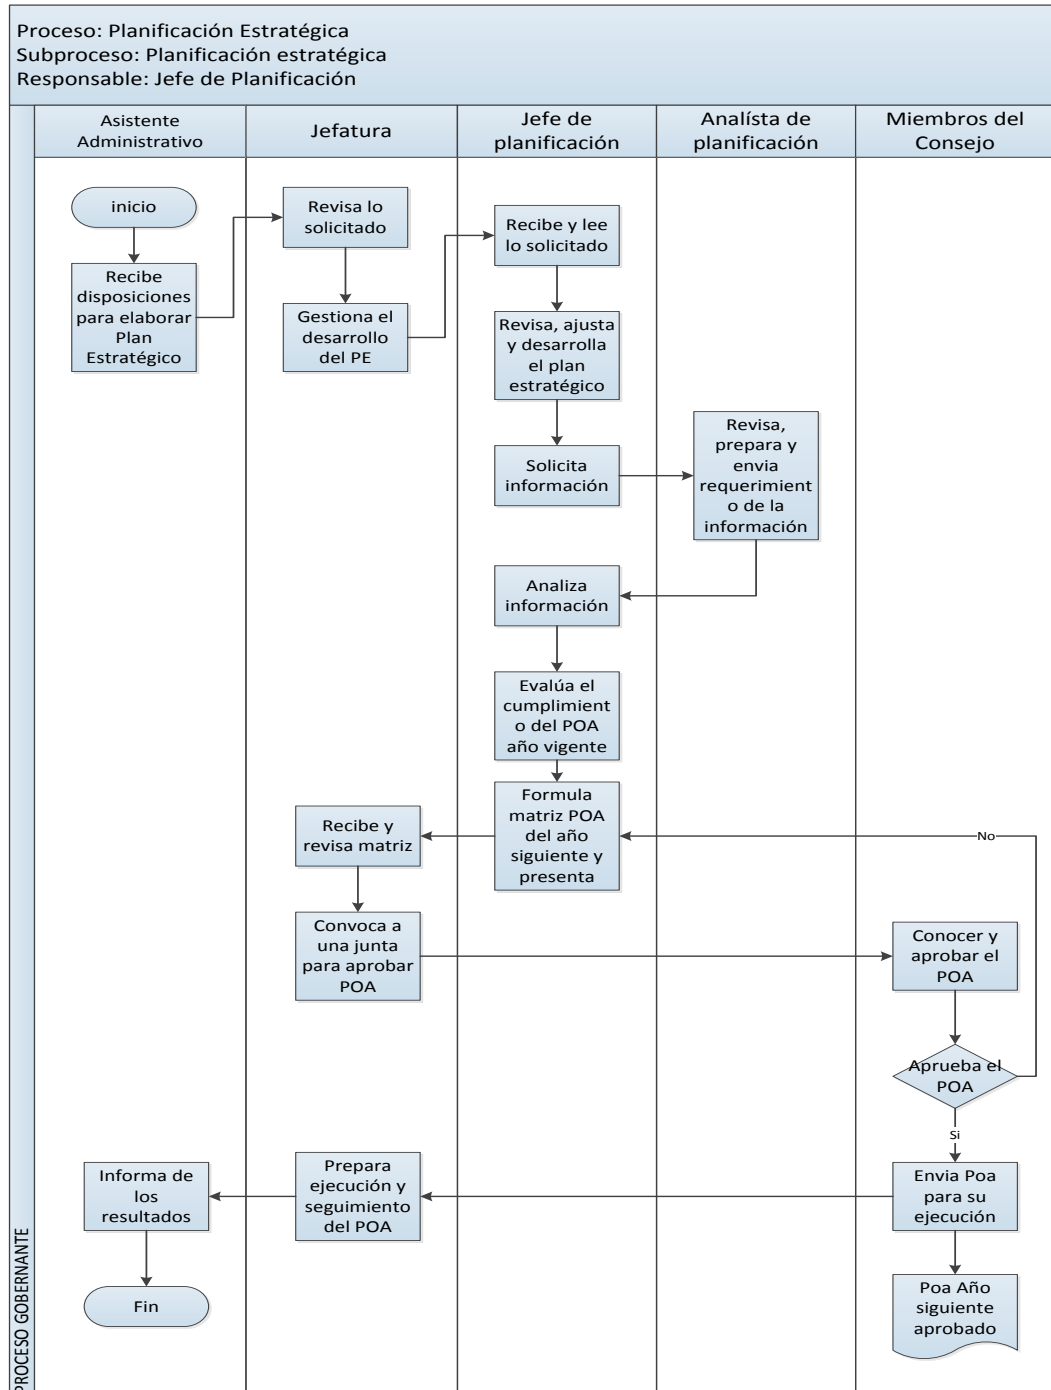 Proceso: Planificación Estratégica
Subproceso: Planificación estratégica
Responsable: Jefe de Planificación
Asistente
Administrativo
Jefatura
Jefe de
planificación
Analísta de
planificación
Miembros del
Consejo
inicio
Recibe
disposiciones
para elaborar
Plan
Estratégico
Revisa lo
solicitado
Gestiona el
desarrollo
del PE
Recibe y lee
lo solicitado
Revisa, ajusta
y desarrolla
el plan
estratégico
Solicita
información
Revisa,
prepara y
envia
requerimient
o de la
información
Analiza
información
Evalúa el
cumplimient
o del POA
año vigente
Formula
matriz POA
del año
siguiente y
presenta
Recibe y
revisa matriz
No
Convoca a
una junta
para aprobar
POA
Conocer y
aprobar el
POA
Aprueba el
POA
Si
Envia Poa
para su
ejecución
Prepara
ejecución y
seguimiento
del POA
Informa de
los
resultados
Fin
Poa Año
siguiente
aprobado
PROCESO GOBERNANTE